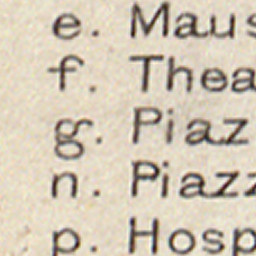 e. Maus
f. Thea
g. Piaz
n. Piazz
p. Hosp